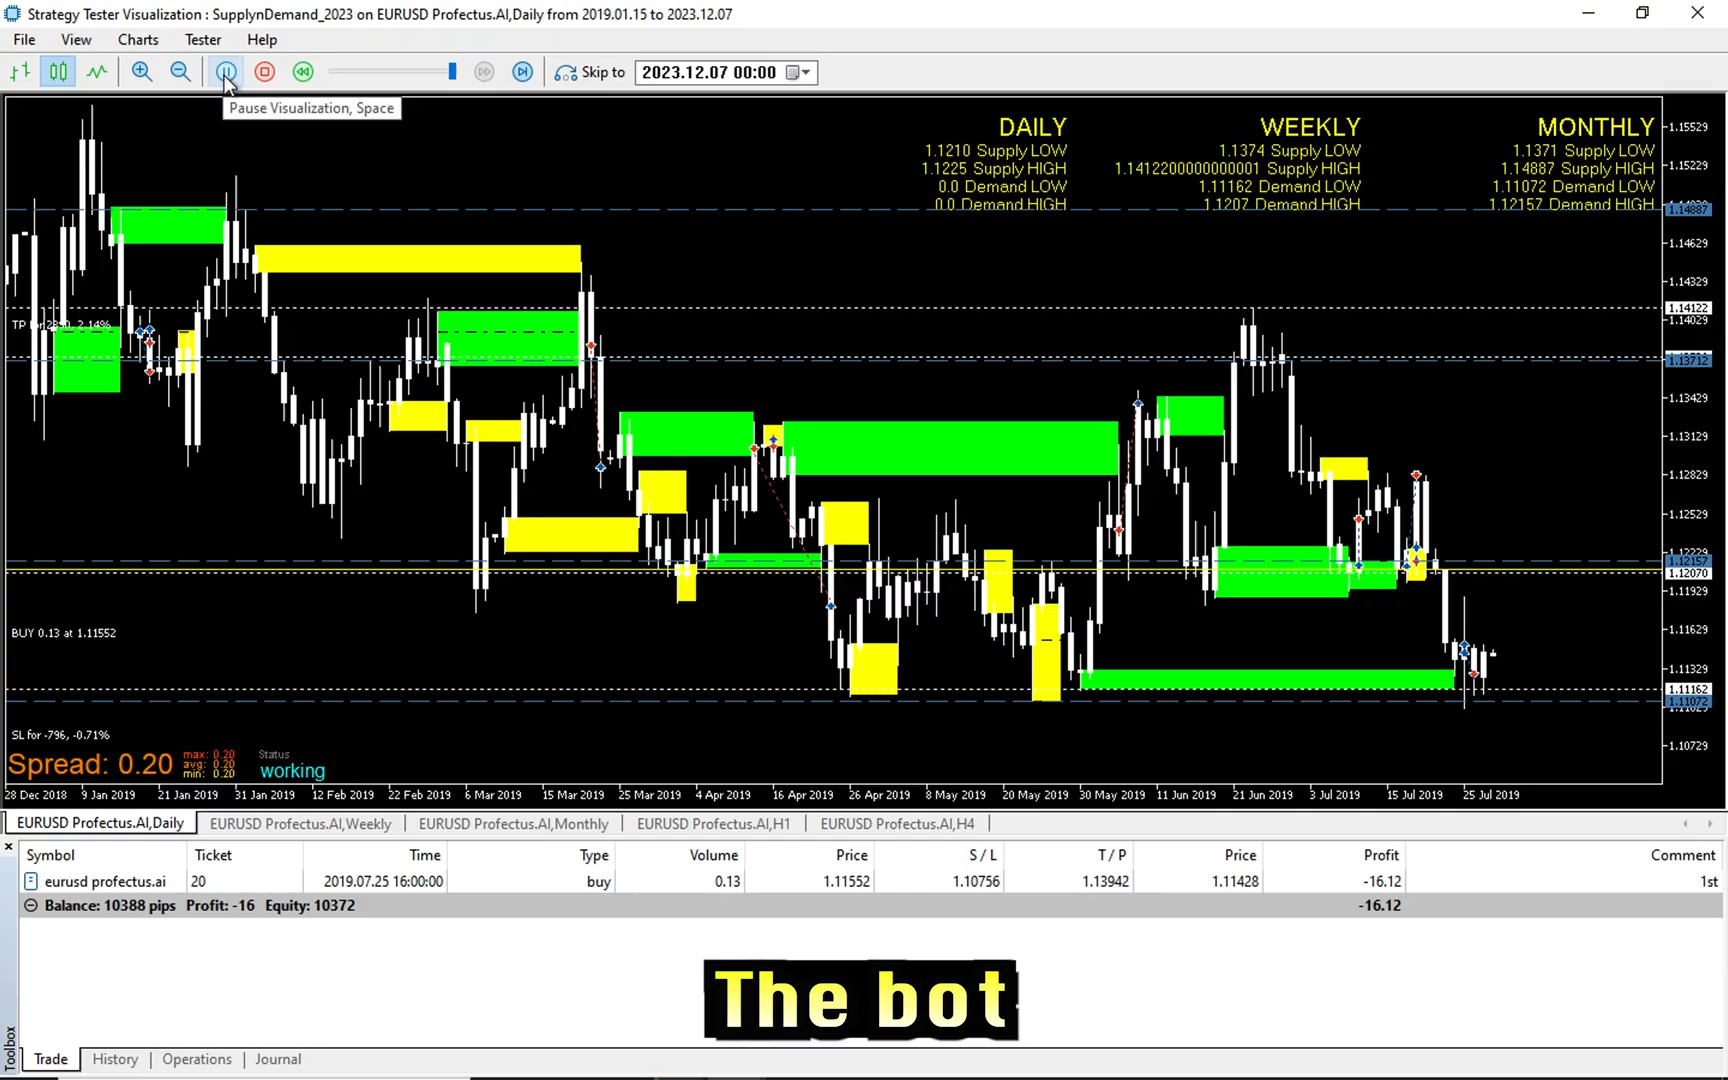 Strategy Tester Visualization : SupplynDemand_2023 on EURUSD Profectus.AI,Daily from 2019.01.15 to 2023.12.07
File View Charts Tester Help
Skip to 2023.12.07 00:00
Pause Visualization, Space
DAILY WEEKLY MONTHLY
1.1210 Supply LOW 1.1374 Supply LOW 1.1371 Supply LOW
1.1225 Supply HIGH 1.1412200000000001 Supply HIGH 1.14887 Supply HIGH
0.0 Demand LOW 1.11162 Demand LOW 1.11072 Demand LOW
0.0 Demand HIGH 1.1207 Demand HIGH 1.12157 Demand HIGH
1.15529
1.15229
1.14887
1.14629
1.14329
1.14122
1.14029
1.13712
1.13429
1.13129
1.12829
1.12529
1.12229
1.12157
1.12070
1.11929
1.11629
1.11329
1.11162
1.11072
1.10729
BUY 0.13 at 1.11552
SL for -796, -0.71%
Spread: 0.20
max: 0.20
avg: 0.20
min: 0.20
Status
working
28 Dec 2018 9 Jan 2019 21 Jan 2019 31 Jan 2019 12 Feb 2019 22 Feb 2019 6 Mar 2019 15 Mar 2019 25 Mar 2019 4 Apr 2019 16 Apr 2019 26 Apr 2019 8 May 2019 20 May 2019 30 May 2019 11 Jun 2019 21 Jun 2019 3 Jul 2019 15 Jul 2019 25 Jul 2019
EURUSD Profectus.AI,Daily EURUSD Profectus.AI,Weekly EURUSD Profectus.AI,Monthly EURUSD Profectus.AI,H1 EURUSD Profectus.AI,H4
Symbol Ticket Time Type Volume Price S / L T / P Price Profit Comment
eurusd profectus.ai 20 2019.07.25 16:00:00 buy 0.13 1.11552 1.10756 1.13942 1.11428 -16.12 1st
Balance: 10388 pips Profit: -16 Equity: 10372 -16.12
The bot
Toolbox
Trade History Operations Journal